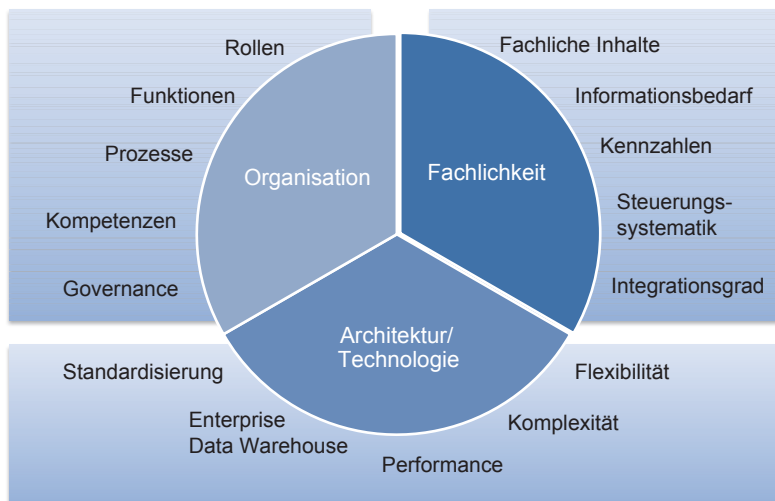 Rollen
Funktionen
Prozesse
Kompetenzen
Governance
Organisation
Fachlichkeit
Fachliche Inhalte
Informationsbedarf
Kennzahlen
Steuerungs-
systematik
Integrationsgrad
Architektur/
Technologie
Standardisierung
Enterprise
Data Warehouse
Performance
Komplexität
Flexibilität